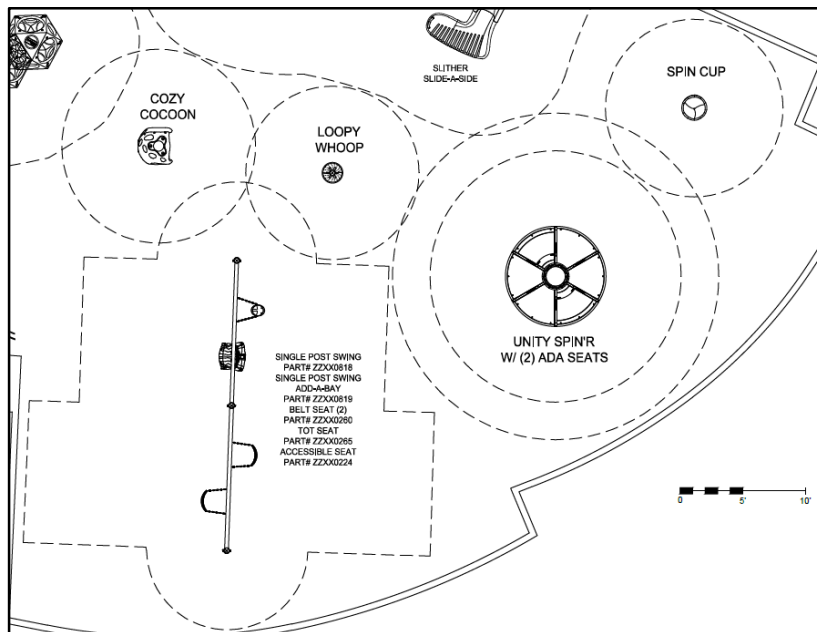 SLITHER
SLIDE-A-SIDE
SPIN CUP
COZY
COCOON
LOOPY
WHOOP
UNITY SPIN'R
W/ (2) ADA SEATS
SINGLE POST SWING
PART# ZZXX0818
SINGLE POST SWING
ADD-A-BAY
PART# ZZXX0819
BELT SEAT (2)
PART# ZZXX0260
TOT SEAT
PART# ZZXX0265
ACCESSIBLE SEAT
PART# ZZXX0224
0 5' 10'